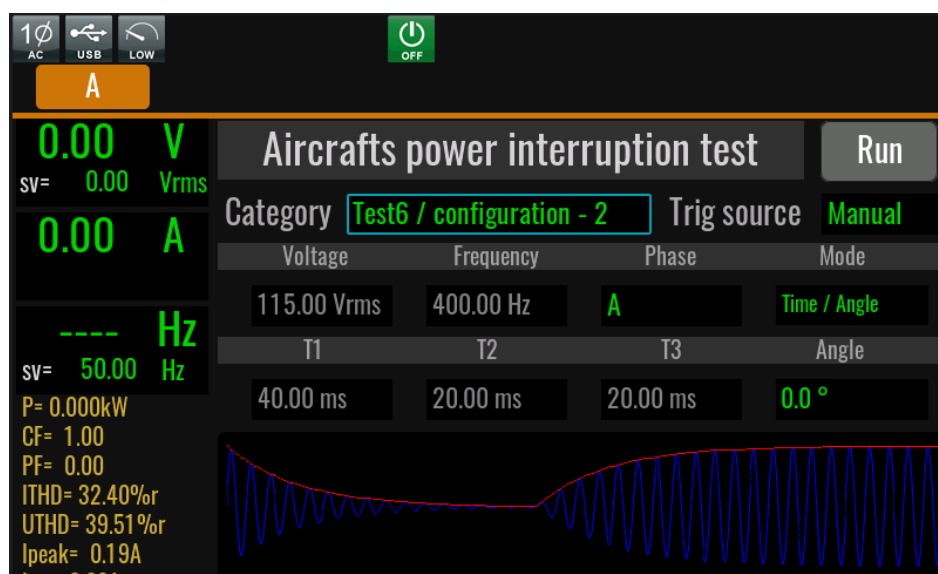 1Ø
AC
USB
LOW
OFF
A
0.00 V
sv= 0.00 Vrms
0.00 A
---- Hz
sv= 50.00 Hz
P= 0.000kW
CF= 1.00
PF= 0.00
ITHD= 32.40%r
UTHD= 39.51%r
Ipeak= 0.19A
Aircrafts power interruption test
Run
Category Test6 / configuration - 2 Trig source Manual
Voltage Frequency Phase Mode
115.00 Vrms 400.00 Hz A Time / Angle
T1 T2 T3 Angle
40.00 ms 20.00 ms 20.00 ms 0.0 °